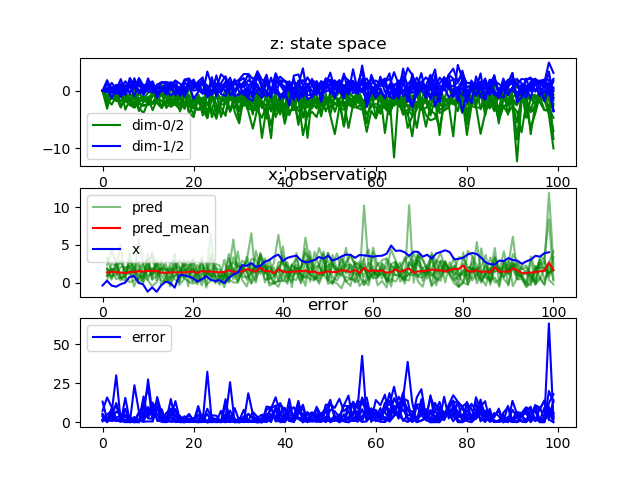 z: state space
0
−10
dim-0/2
dim-1/2
0 20 40 60 80 100
x: observation
10
5
0
pred
pred_mean
x
0 20 40 60 80 100
error
50
25
0
error
0 20 40 60 80 100